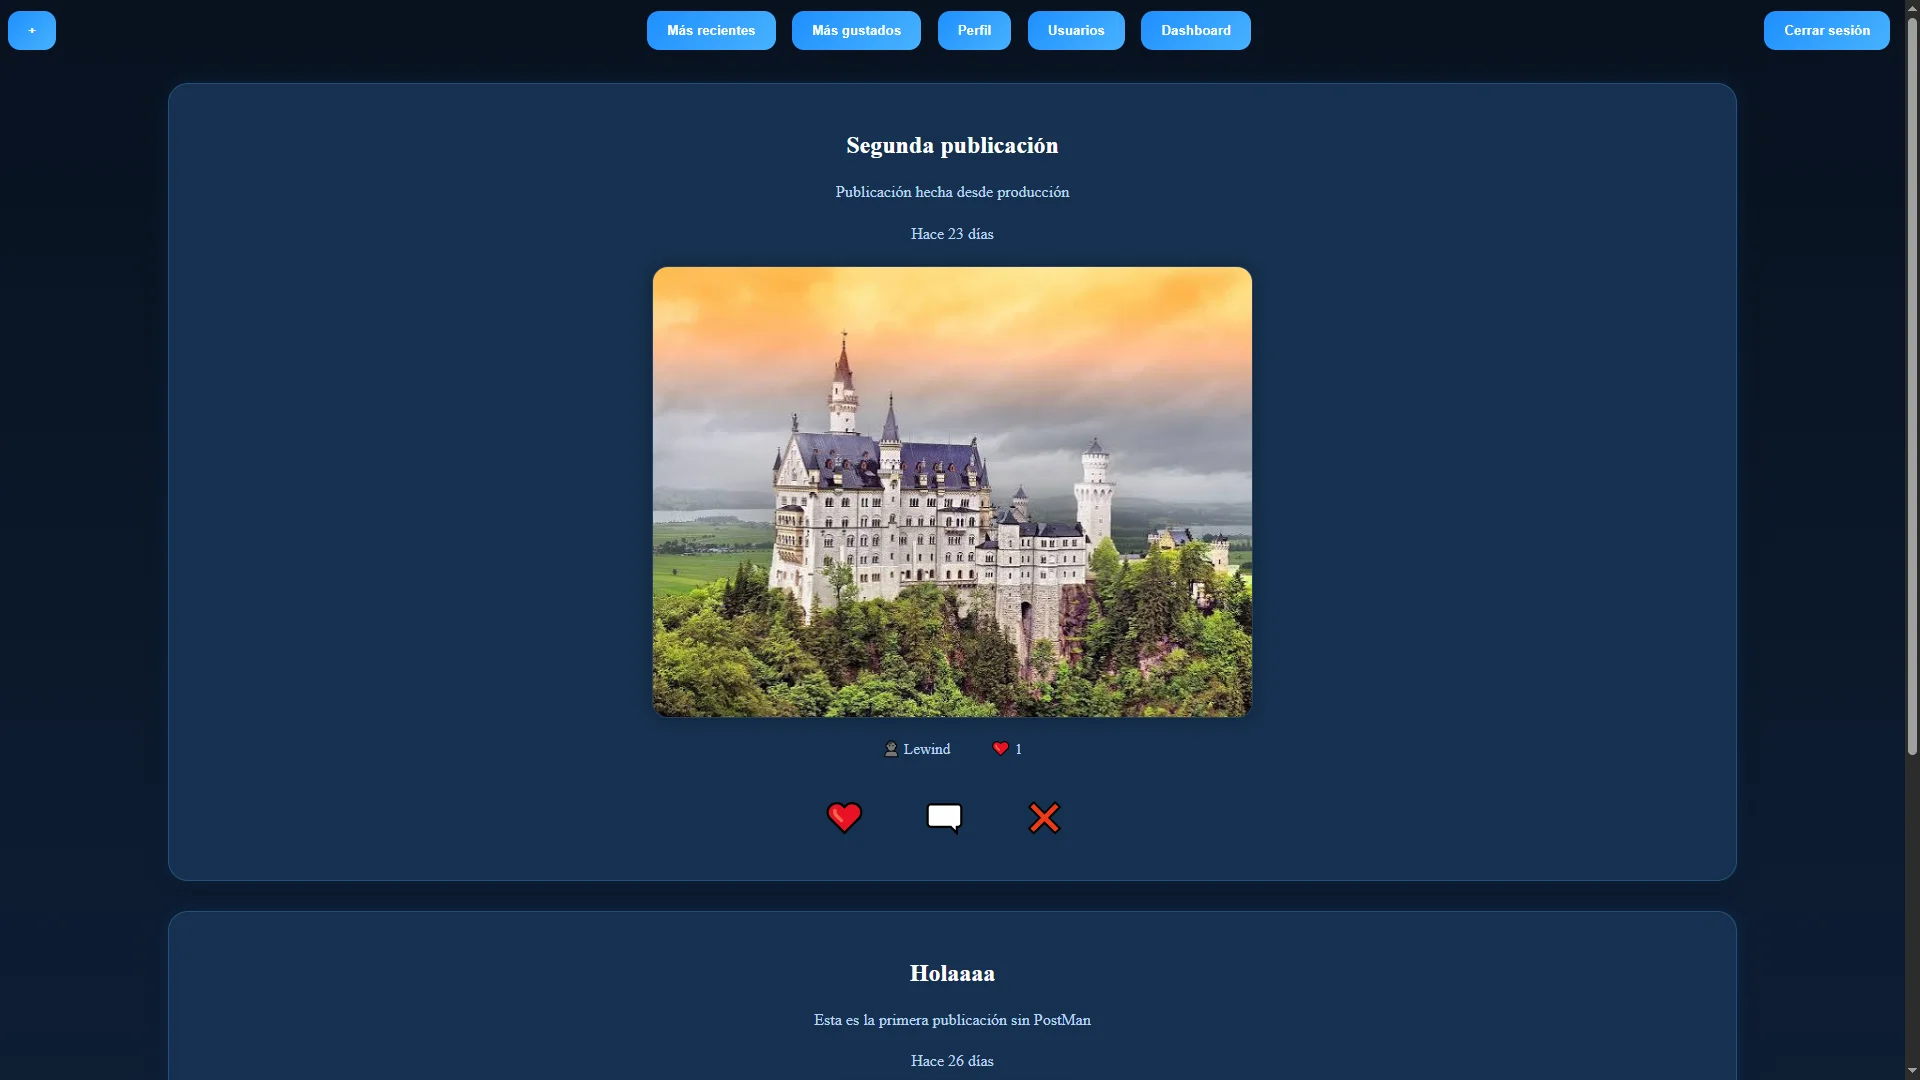 +
Más recientes
Más gustados
Perfil
Usuarios
Dashboard
Cerrar sesión
Segunda publicación
Publicación hecha desde producción
Hace 23 días
Lewind
1
Holaaaa
Esta es la primera publicación sin PostMan
Hace 26 días